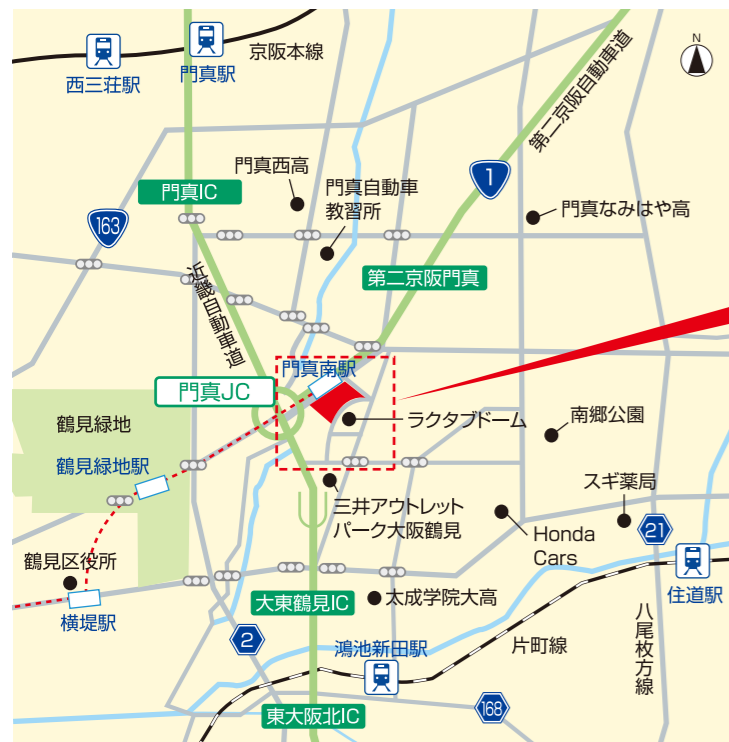 京阪本線
N
西三荘駅
門真駅
第二京阪自動車道
門真西高
門真IC
門真自動車
教習所
1
163
門真なみはや高
近畿自動車道
第二京阪門真
門真南駅
門真JC
鶴見緑地
ラクタブドーム
南郷公園
鶴見緑地駅
三井アウトレット
パーク大阪鶴見
スギ薬局
Honda
Cars
21
鶴見区役所
住道駅
横堤駅
大東鶴見IC
太成学院大高
八尾枚方線
2
鴻池新田駅
片町線
168
東大阪北IC